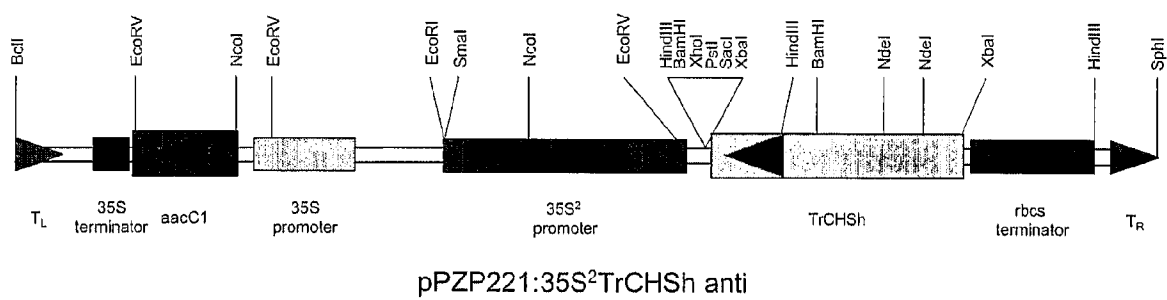 BclI
EcoRV
NcoI
EcoRV
EcoRI
SmaI
NcoI
EcoRV
HindIII
BamHI
XhoI
PstI
SacI
XbaI
HindIII
BamHI
NdeI
NdeI
XbaI
HindIII
SphI
TL
35S
terminator
aacC1
35S
promoter
35S²
promoter
TrCHSh
rbcs
terminator
TR
pPZP221:35S²TrCHSh anti